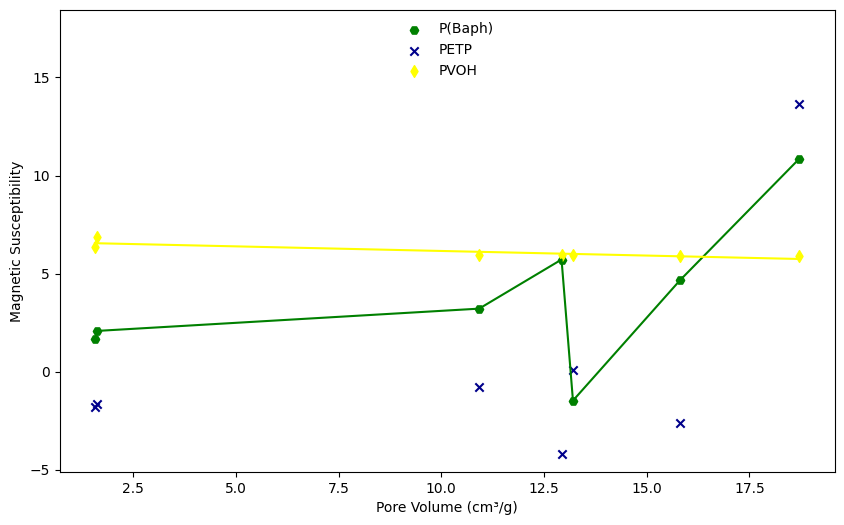 P(Baph)
PETP
PVOH
15
10
5
0
−5
Magnetic Susceptibility
2.5 5.0 7.5 10.0 12.5 15.0 17.5
Pore Volume (cm³/g)